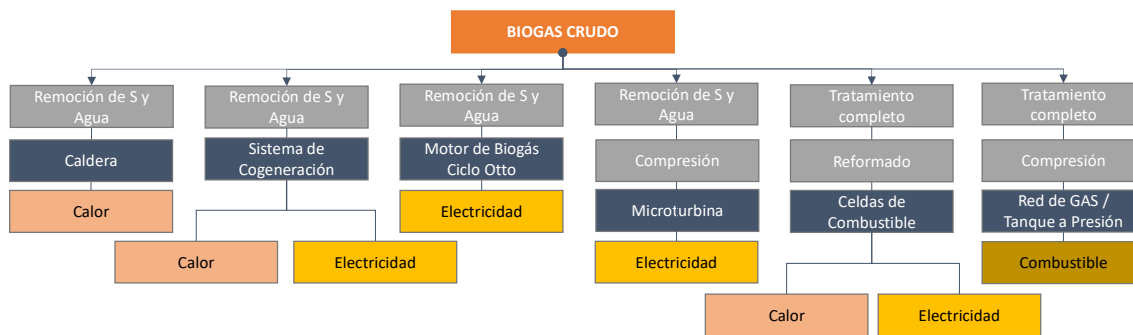 BIOGAS CRUDO
Remoción de S y
Agua
Caldera
Calor
Remoción de S y
Agua
Sistema de
Cogeneración
Calor
Electricidad
Remoción de S y
Agua
Motor de Biogás
Ciclo Otto
Electricidad
Remoción de S y
Agua
Compresión
Microturbina
Electricidad
Tratamiento
completo
Reformado
Celdas de
Combustible
Calor
Electricidad
Tratamiento
completo
Compresión
Red de GAS /
Tanque a Presión
Combustible